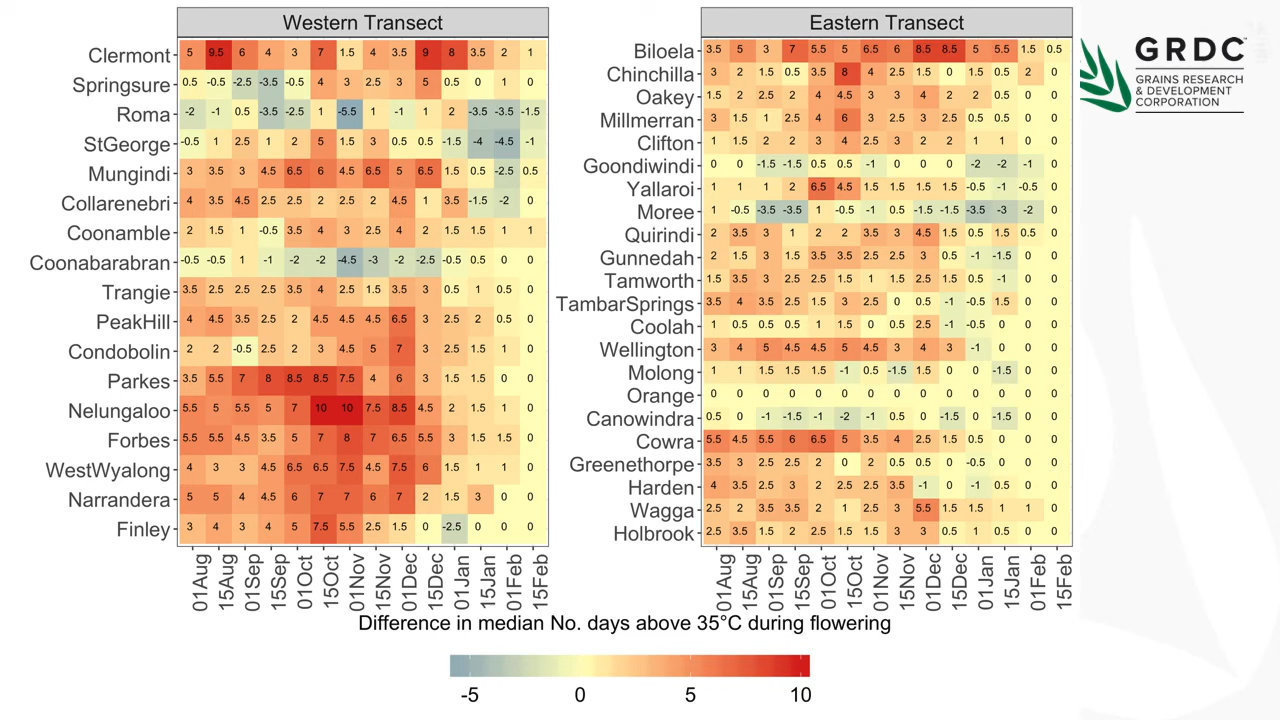 Western Transect
Clermont 5 9.5 6 4 3 7 1.5 4 3.5 9 8 3.5 2 1
Springsure 0.5 -0.5 -2.5 -3.5 -0.5 4 3 2.5 3 5 0.5 0 1 0
Roma -2 -1 0.5 -3.5 -2.5 1 -5.5 1 -1 1 2 -3.5 -3.5 -1.5
StGeorge -0.5 1 2.5 1 2 5 1.5 3 0.5 0.5 -1.5 -4 -4.5 -1
Mungindi 3 3.5 3 4.5 6.5 6 4.5 6.5 5 6.5 1.5 0.5 -2.5 0.5
Collarenebri 4 3.5 4.5 2.5 2.5 2 2.5 2 4.5 1 3.5 -1.5 -2 0
Coonamble 2 1.5 1 -0.5 3.5 4 3 2.5 4 2 1.5 1.5 1 1
Coonabarabran -0.5 -0.5 1 -1 -2 -2 -4.5 -3 -2 -2.5 -0.5 0.5 0 0
Trangie 3.5 2.5 2.5 2.5 3.5 4 2.5 1.5 3.5 3 0.5 1 0.5 0
PeakHill 4 4.5 3.5 2.5 2 4.5 4.5 4.5 6.5 3 2.5 2 0.5 0
Condobolin 2 2 -0.5 2.5 2 3 4.5 5 7 3 2.5 1.5 1 0
Parkes 3.5 5.5 7 8 8.5 8.5 7.5 4 6 3 1.5 1.5 0 0
Nelungaloo 5.5 5 5.5 5 7 10 10 7.5 8.5 4.5 2 1.5 1 0
Forbes 5.5 5.5 4.5 3.5 5 7 8 7 6.5 5.5 3 1.5 1.5 0
WestWyalong 4 3 3 4.5 6.5 6.5 7.5 4.5 7.5 6 1.5 1 1 0
Narrandera 5 5 4 4.5 6 7 7 6 7 2 1.5 3 0 0
Finley 3 4 3 4 5 7.5 5.5 2.5 1.5 0 -2.5 0 0 0
01Aug 15Aug 01Sep 15Sep 01Oct 15Oct 01Nov 15Nov 01Dec 15Dec 01Jan 15Jan 01Feb 15Feb
Eastern Transect
Biloela 3.5 5 3 7 5.5 5 6.5 6 8.5 8.5 5 5.5 1.5 0.5
Chinchilla 3 2 1.5 0.5 3.5 8 4 2.5 1.5 0 1.5 0.5 2 0
Oakey 1.5 2 2.5 2 4 4.5 3 3 4 2 2 0.5 0 0
Millmerran 3 1.5 1 2.5 4 6 3 2.5 3 2.5 0.5 0.5 0 0
Clifton 1 1.5 2 2 3 4 2.5 3 2 2 1 1 0 0
Goondiwindi 0 0 -1.5 -1.5 0.5 0.5 -1 0 0 0 -2 -2 -1 0
Yallaroi 1 1 1 2 6.5 4.5 1.5 1.5 1.5 1.5 -0.5 -1 -0.5 0
Moree 1 -0.5 -3.5 -3.5 1 -0.5 -1 0.5 -1.5 -1.5 -3.5 -3 -2 0
Quirindi 2 3.5 3 1 2 2 3.5 3 4.5 1.5 0.5 1.5 0.5 0
Gunnedah 2 1.5 3 1.5 3.5 3.5 2.5 2.5 3 0.5 -1 -1.5 0 0
Tamworth 1.5 3.5 3 2.5 2.5 1.5 1 1.5 2.5 1.5 0.5 -1 0 0
TambarSprings 3.5 4 3.5 2.5 1.5 3 2.5 0 0.5 -1 -0.5 1.5 0 0
Coolah 1 0.5 0.5 0.5 1 1.5 0 0.5 2.5 -1 -0.5 0 0 0
Wellington 3 4 5 4.5 4.5 5 4.5 3 4 3 -1 0 0 0
Molong 1 1 1.5 1.5 1.5 -1 0.5 -1.5 1.5 0 0 -1.5 0 0
Orange 0 0 0 0 0 0 0 0 0 0 0 0 0 0
Canowindra 0.5 0 -1 -1.5 -1 -2 -1 0.5 0 -1.5 0 -1.5 0 0
Cowra 5.5 4.5 5.5 6 6.5 5 3.5 4 2.5 1.5 0.5 0 0 0
Greenethorpe 3.5 3 2.5 2.5 2 0 2 0.5 0.5 0 -0.5 0 0 0
Harden 4 3.5 2.5 3 2 2.5 2.5 3.5 -1 0 -1 0.5 0 0
Wagga 2.5 2 3.5 3.5 2 1 2.5 3 5.5 1.5 1.5 1 1 0
Holbrook 2.5 3.5 1.5 2 2.5 1.5 1.5 3 3 0.5 1 0.5 0 0
01Aug 15Aug 01Sep 15Sep 01Oct 15Oct 01Nov 15Nov 01Dec 15Dec 01Jan 15Jan 01Feb 15Feb
Difference in median No. days above 35°C during flowering
-5 0 5 10
GRDC
GRAINS RESEARCH
& DEVELOPMENT
CORPORATION